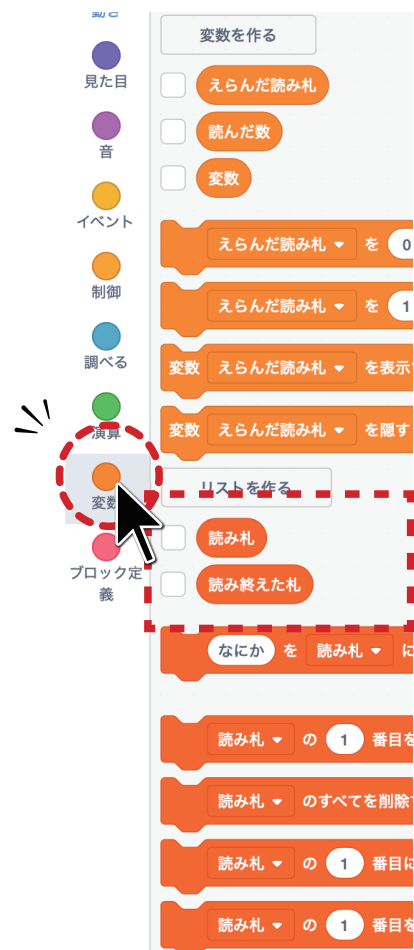 動き
変数を作る
見た目
えらんだ読み札
読んだ数
音
変数
イベント
えらんだ読み札 を 0
制御
えらんだ読み札 を 1
調べる
変数 えらんだ読み札 を表示
演算
変数 えらんだ読み札 を隠す
リストを作る
変数
読み札
ブロック定
義
読み終えた札
なにか を 読み札 に
読み札 の 1 番目を
読み札 のすべてを削除
読み札 の 1 番目に
読み札 の 1 番目を